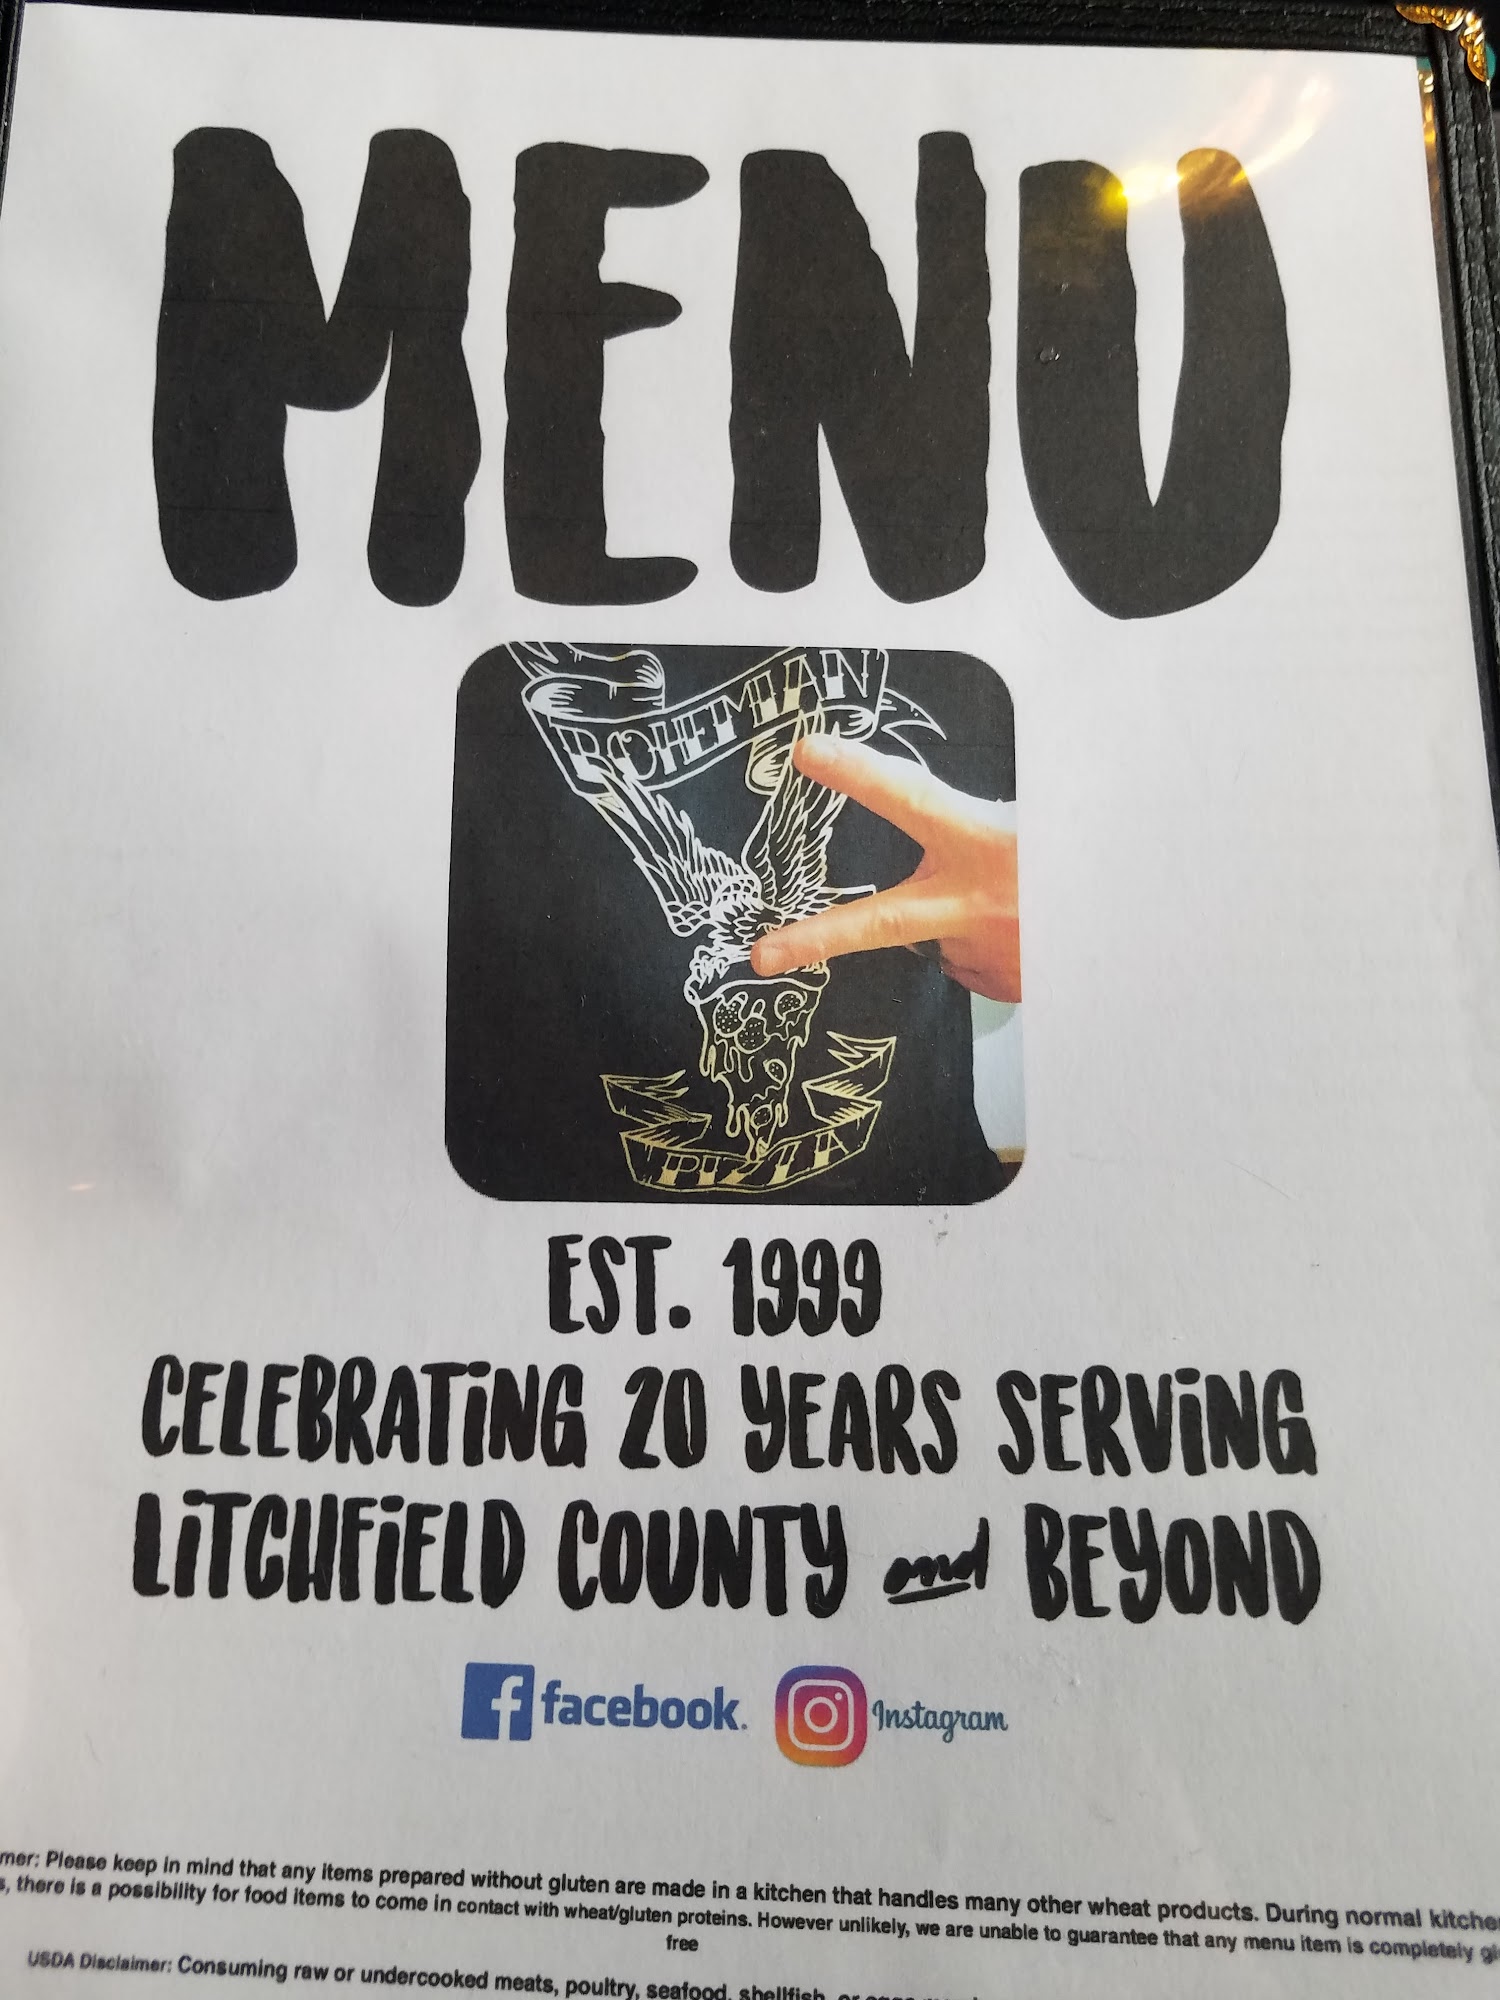 MENU
BOHEMIAN
PIZZA
EST. 1999
CELEBRATiNG 20 YEARS SERViNG
LiTCHFiELD COUNTY and BEYOND
facebook.
Instagram
mer: Please keep in mind that any items prepared without gluten are made in a kitchen that handles many other wheat products. During normal kitche
s, there is a possibility for food items to come in contact with wheat/gluten proteins. However unlikely, we are unable to guarantee that any menu item is completely gl
free
USDA Disclaimer: Consuming raw or undercooked meats, poultry, seafood, shellfish, or